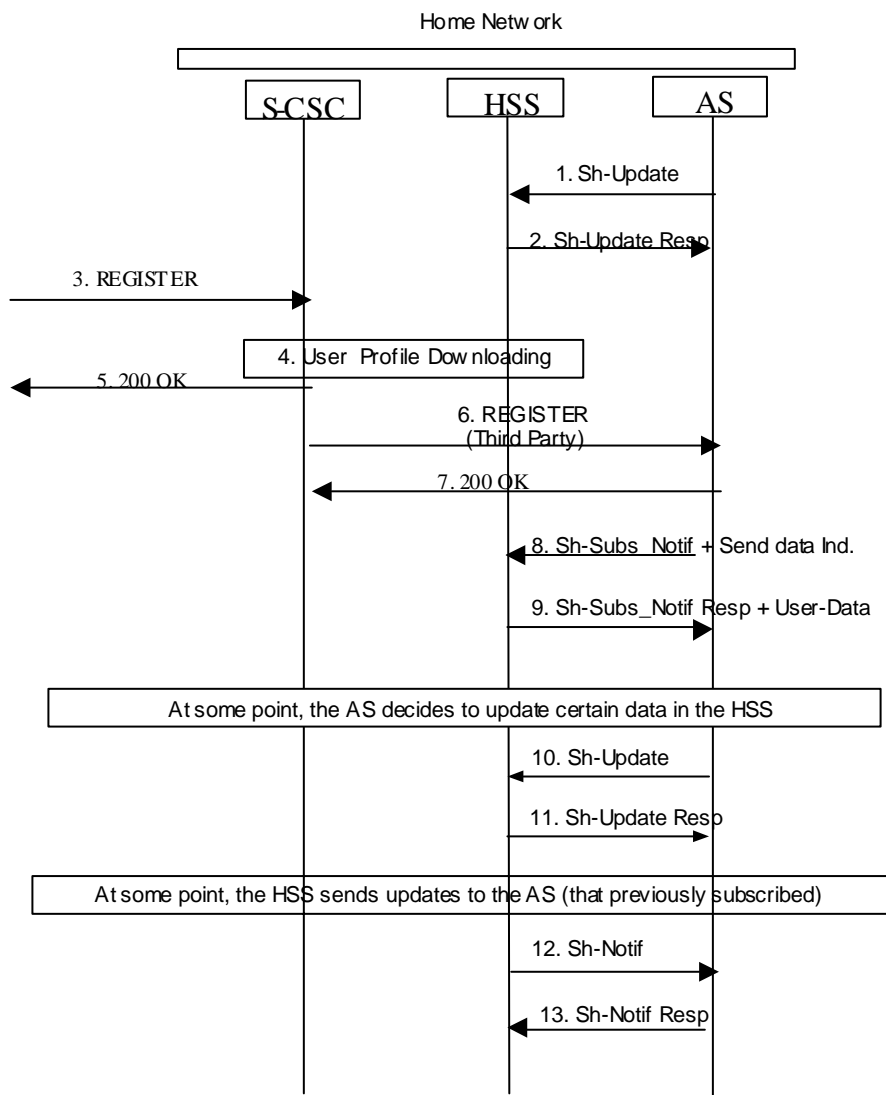 Home Network
S-CSC
HSS
AS
1. Sh-Update
2. Sh-Update Resp
3. REGISTER
4. User Profile Downloading
5. 200 OK
6. REGISTER
(Third Party)
7. 200 OK
8. Sh-Subs_Notif + Send data Ind.
9. Sh-Subs_Notif Resp + User-Data
At some point, the AS decides to update certain data in the HSS
10. Sh-Update
11. Sh-Update Resp
At some point, the HSS sends updates to the AS (that previously subscribed)
12. Sh-Notif
13. Sh-Notif Resp